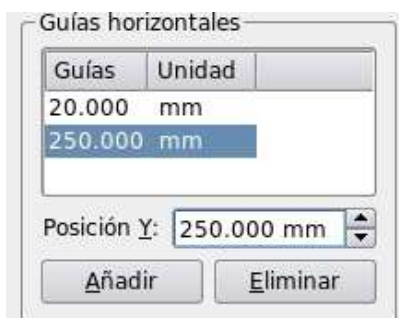 Guías horizontales
Guías Unidad
20.000 mm
250.000 mm
Posición Y: 250.000 mm
Añadir Eliminar